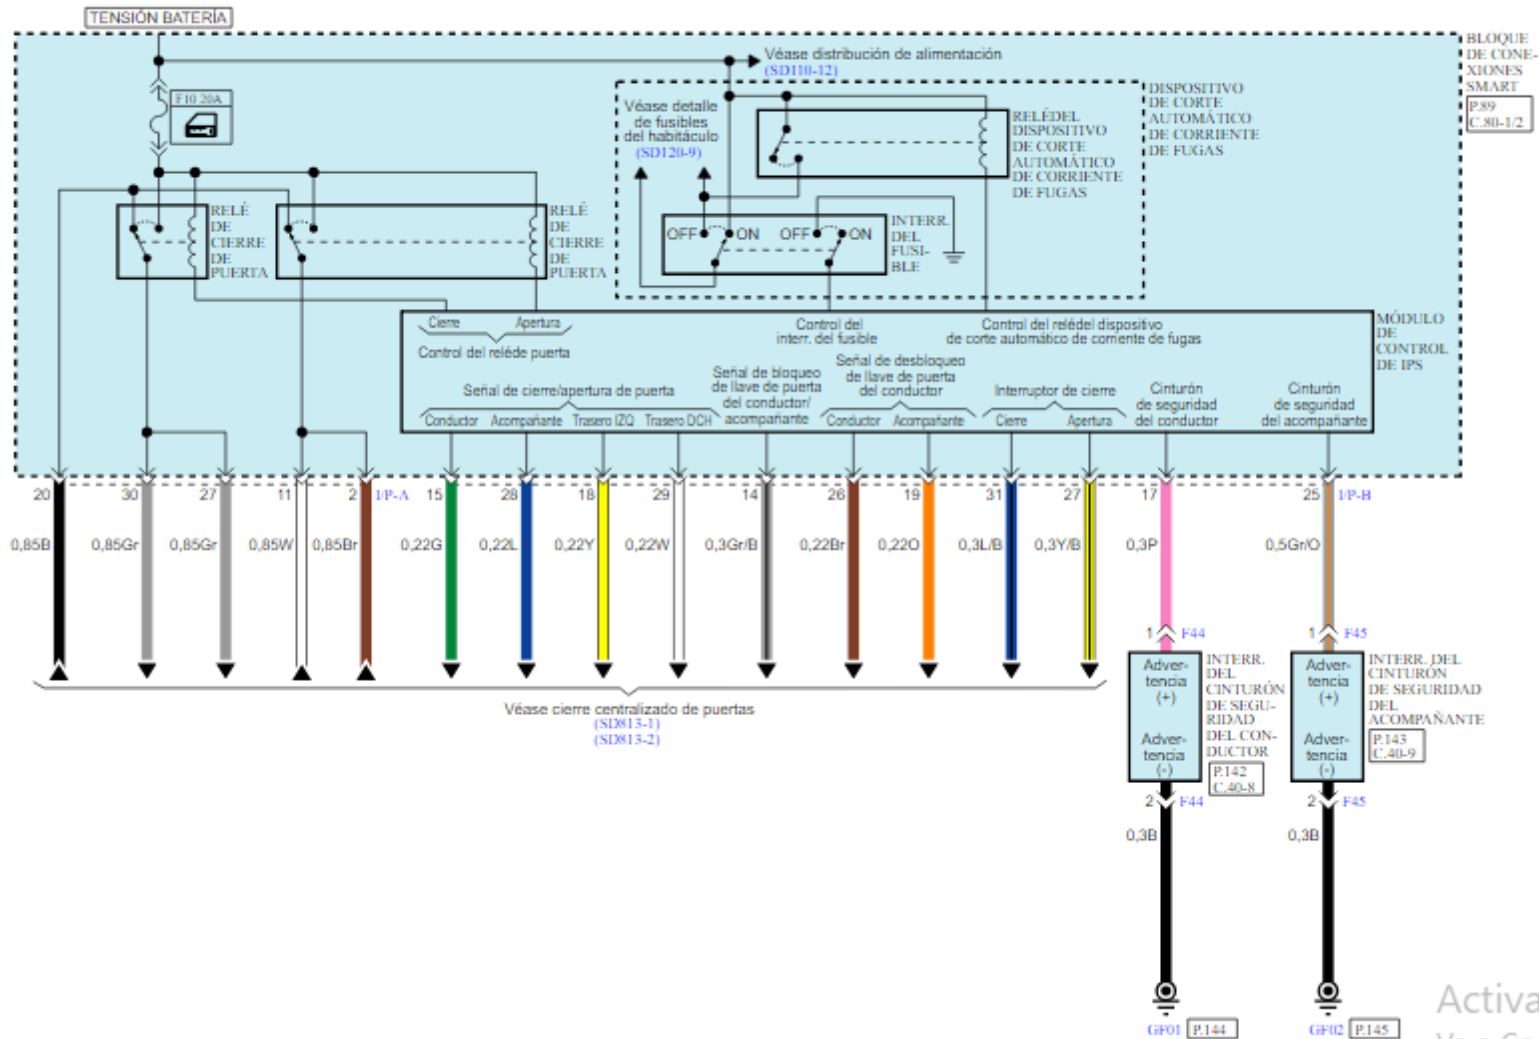 TENSIÓN BATERÍA
BLOQUE
DE CONE-
XIONES
SMART
P.89
C.80-1/2
Véase distribución de alimentación
(SD110-12)
F10 20A
Véase detalle
de fusibles
del habitáculo
(SD120-9)
RELÉDEL
DISPOSITIVO
DE CORTE
AUTOMÁTICO
DE CORRIENTE
DE FUGAS
DISPOSITIVO
DE CORTE
AUTOMÁTICO
DE CORRIENTE
DE FUGAS
RELÉ
DE
CIERRE
DE
PUERTA
RELÉ
DE
CIERRE
DE
PUERTA
OFF ON OFF ON
INTERR.
DEL
FUSI-
BLE
MÓDULO
DE
CONTROL
DE IPS
Cierre Apertura
Control del reléde puerta
Control del
interr. del fusible
Control del relédel dispositivo
de corte automático de corriente de fugas
Señal de cierre/apertura de puerta
Conductor Acompañante Trasero IZQ Trasero DCH
Señal de bloqueo
de llave de puerta
del conductor/
acompañante
Señal de desbloqueo
de llave de puerta
del conductor
Conductor Acompañante
Interruptor de cierre
Cierre Apertura
Cinturón
de seguridad
del conductor
Cinturón
de seguridad
del acompañante
20 30 27 11 2 I/P-A 15 28 18 29 14 26 19 31 27 17 25 I/P-B
0,85B 0,85Gr 0,85Gr 0,85W 0,85Br 0,22G 0,22L 0,22Y 0,22W 0,3Gr/B 0,22Br 0,22O 0,3L/B 0,3Y/B 0,3P 0,5Gr/O
Véase cierre centralizado de puertas
(SD813-1)
(SD813-2)
1 F44
Adver-
tencia
(+)
Adver-
tencia
(-)
INTERR.
DEL
CINTURÓN
DE SEGU-
RIDAD
DEL CON-
DUCTOR
P.142
C.40-8
2 F44
0,3B
GF01 P.144
1 F45
Adver-
tencia
(+)
Adver-
tencia
(-)
INTERR. DEL
CINTURÓN
DE SEGURIDAD
DEL
ACOMPAÑANTE
P.143
C.40-9
2 F45
0,3B
GF02 P.145
Activa